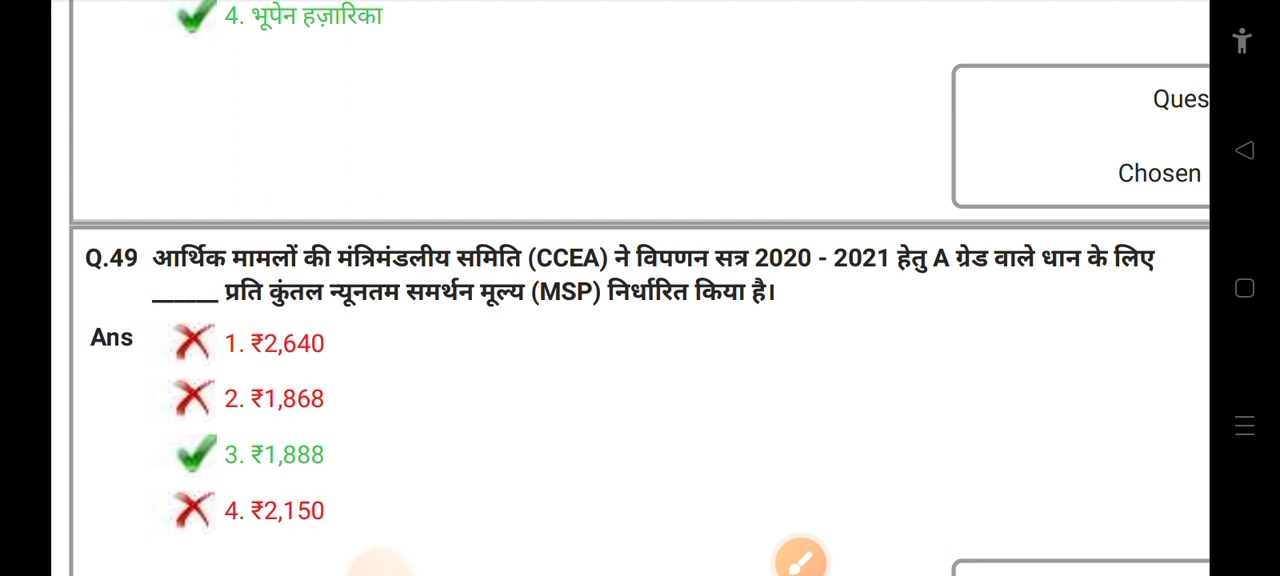 4. भूपेन हज़ारिका
Ques
Chosen
Q.49 आर्थिक मामलों की मंत्रिमंडलीय समिति (CCEA) ने विपणन सत्र 2020 - 2021 हेतु A ग्रेड वाले धान के लिए
______ प्रति कुंतल न्यूनतम समर्थन मूल्य (MSP) निर्धारित किया है।
Ans
1. ₹2,640
2. ₹1,868
3. ₹1,888
4. ₹2,150